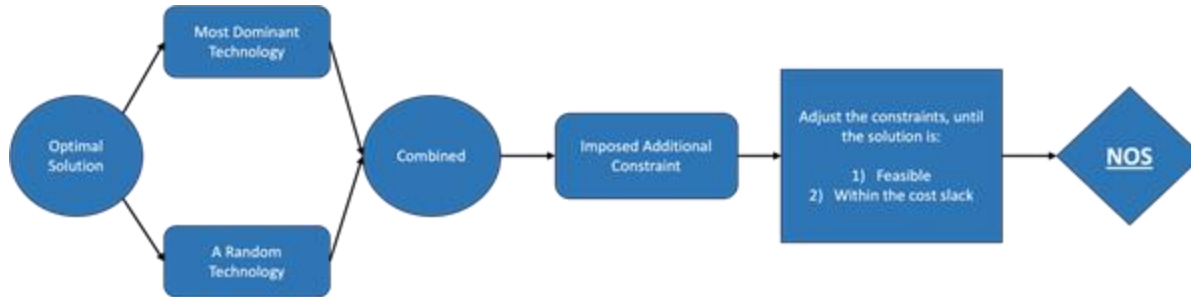 Optimal
Solution
Most Dominant
Technology
A Random
Technology
Combined
Imposed Additional
Constraint
Adjust the constraints, until
the solution is:
1) Feasible
2) Within the cost slack
NOS